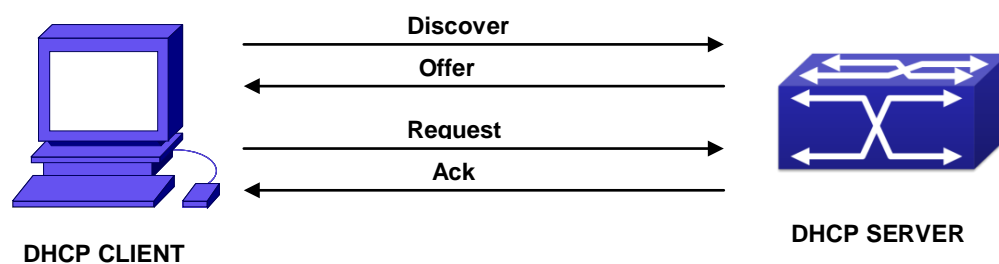 Discover
Offer
Request
Ack
DHCP CLIENT
DHCP SERVER